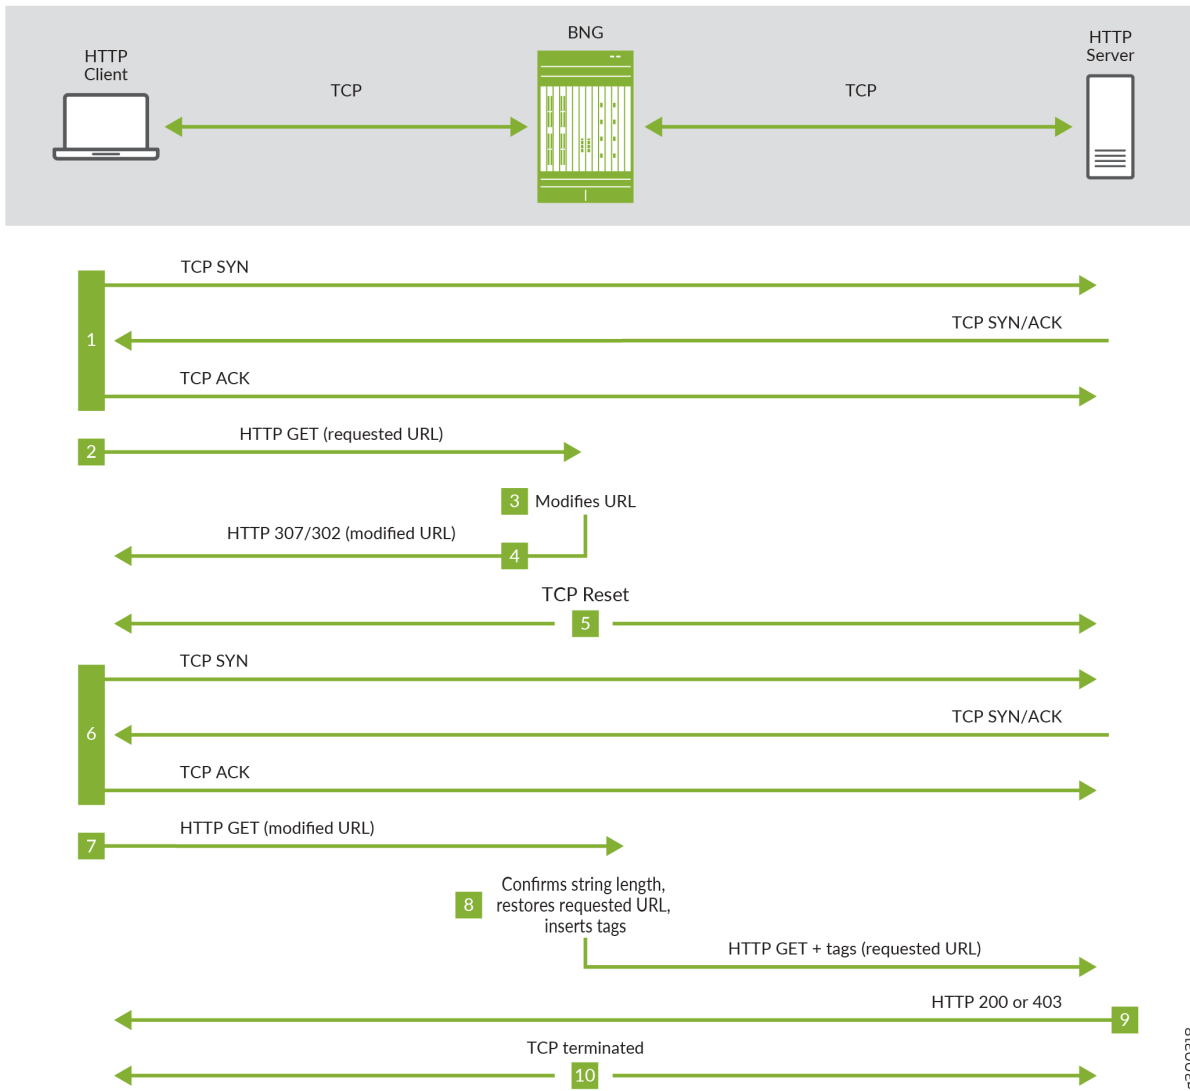 BNG
HTTP
Client
HTTP
Server
TCP
TCP
TCP SYN
TCP SYN/ACK
1
TCP ACK
HTTP GET (requested URL)
2
3 Modifies URL
HTTP 307/302 (modified URL)
4
TCP Reset
5
TCP SYN
TCP SYN/ACK
6
TCP ACK
HTTP GET (modified URL)
7
Confirms string length,
8 restores requested URL,
inserts tags
HTTP GET + tags (requested URL)
HTTP 200 or 403
9
TCP terminated
10